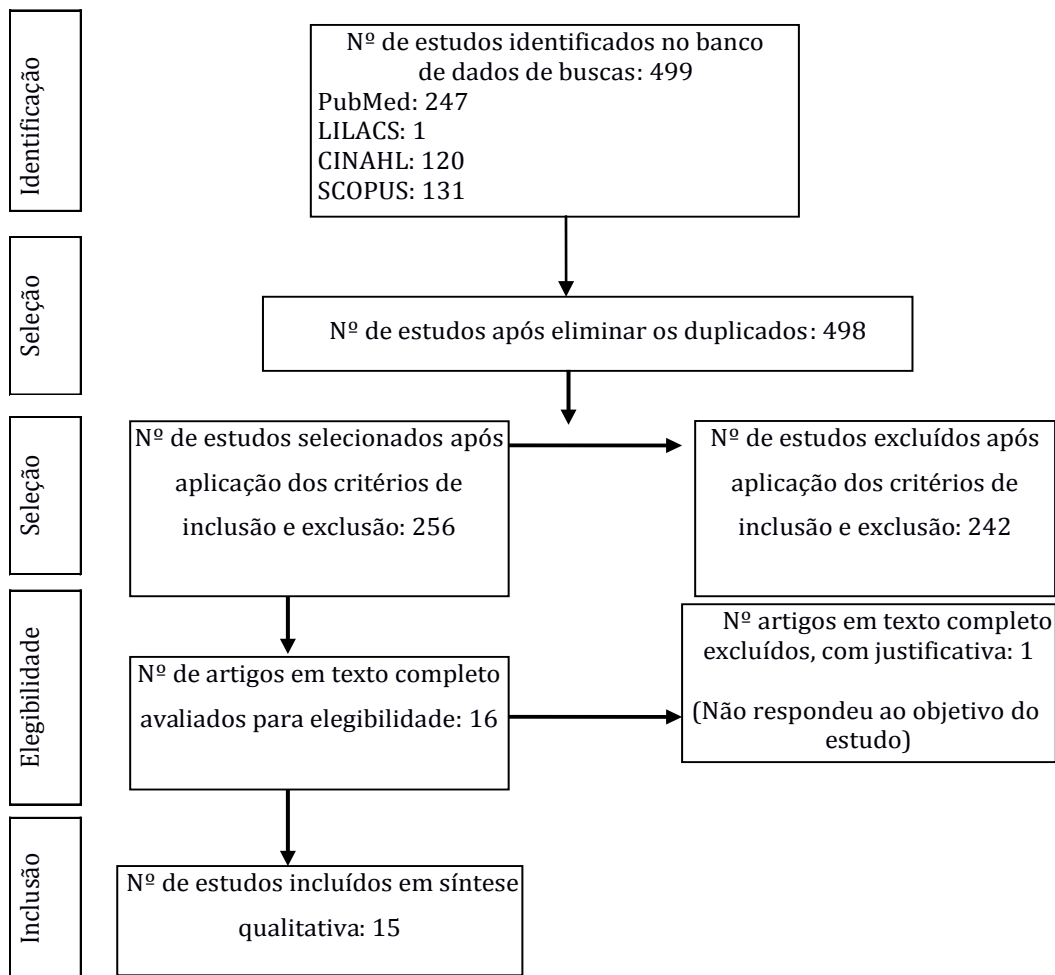 Identificação
Nº de estudos identificados no banco
de dados de buscas: 499
PubMed: 247
LILACS: 1
CINAHL: 120
SCOPUS: 131
Seleção
Nº de estudos após eliminar os duplicados: 498
Seleção
Nº de estudos selecionados após
aplicação dos critérios de
inclusão e exclusão: 256
Nº de estudos excluídos após
aplicação dos critérios de
inclusão e exclusão: 242
Elegibilidade
Nº de artigos em texto completo
avaliados para elegibilidade: 16
Nº artigos em texto completo
excluídos, com justificativa: 1
(Não respondeu ao objetivo do
estudo)
Inclusão
Nº de estudos incluídos em síntese
qualitativa: 15